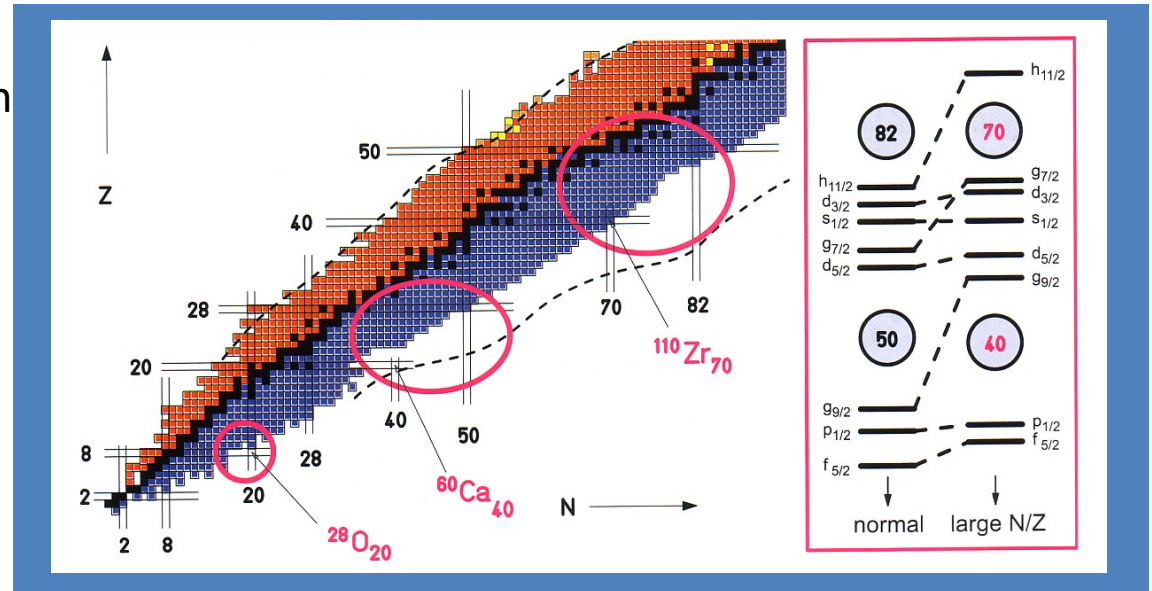 n
Z
50
40
28
20
8
2
2
8
20
28
40
50
70
82
N
²⁸O₂₀
⁶⁰Ca₄₀
¹¹⁰Zr₇₀
h₁₁/₂
82
70
h₁₁/₂
d₃/₂
s₁/₂
g₇/₂
d₅/₂
g₇/₂
d₃/₂
s₁/₂
d₅/₂
g₉/₂
50
40
g₉/₂
p₁/₂
f₅/₂
p₁/₂
f₅/₂
normal
large N/Z